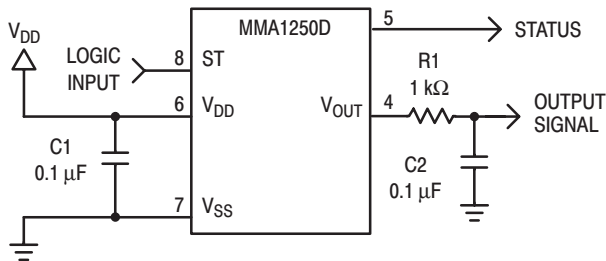 V_DD
LOGIC
INPUT
8
ST
MMA1250D
5
STATUS
R1
1 kΩ
6
V_DD
V_OUT
4
OUTPUT
SIGNAL
C1
0.1 μF
C2
0.1 μF
7
V_SS